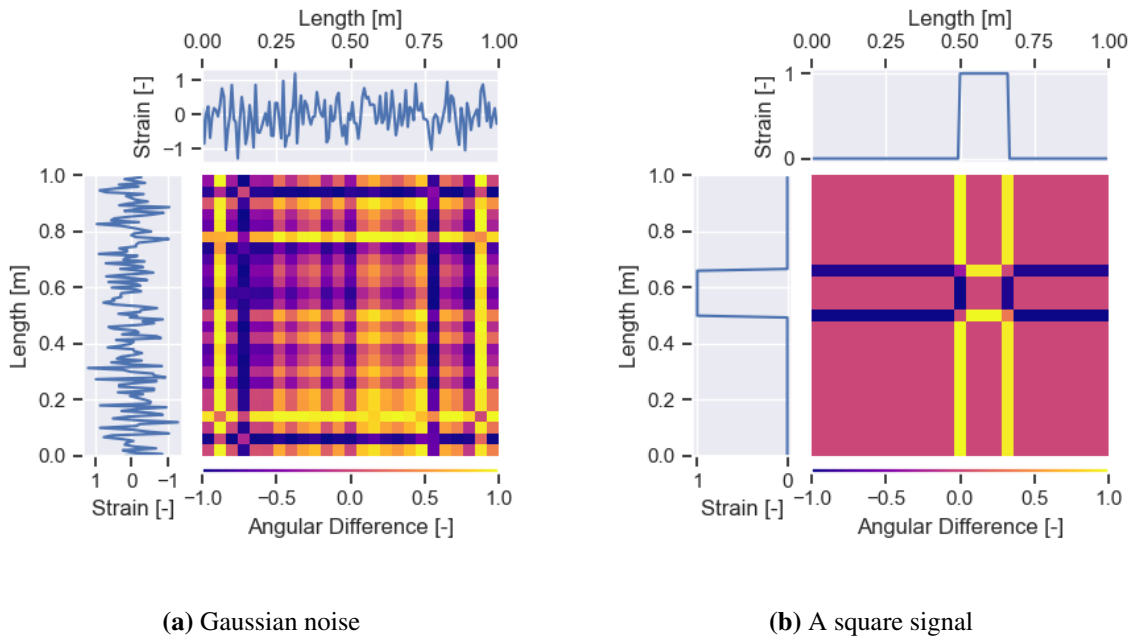 Length [m]
0.00 0.25 0.50 0.75 1.00
Strain [-]
1
0
−1
Length [m]
1.0
0.8
0.6
0.4
0.2
0.0
1 0 −1
Strain [-]
−1.0 −0.5 0.0 0.5 1.0
Angular Difference [-]
(a) Gaussian noise
Length [m]
0.00 0.25 0.50 0.75 1.00
Strain [-]
1
0
Length [m]
1.0
0.8
0.6
0.4
0.2
0.0
1 0
Strain [-]
−1.0 −0.5 0.0 0.5 1.0
Angular Difference [-]
(b) A square signal